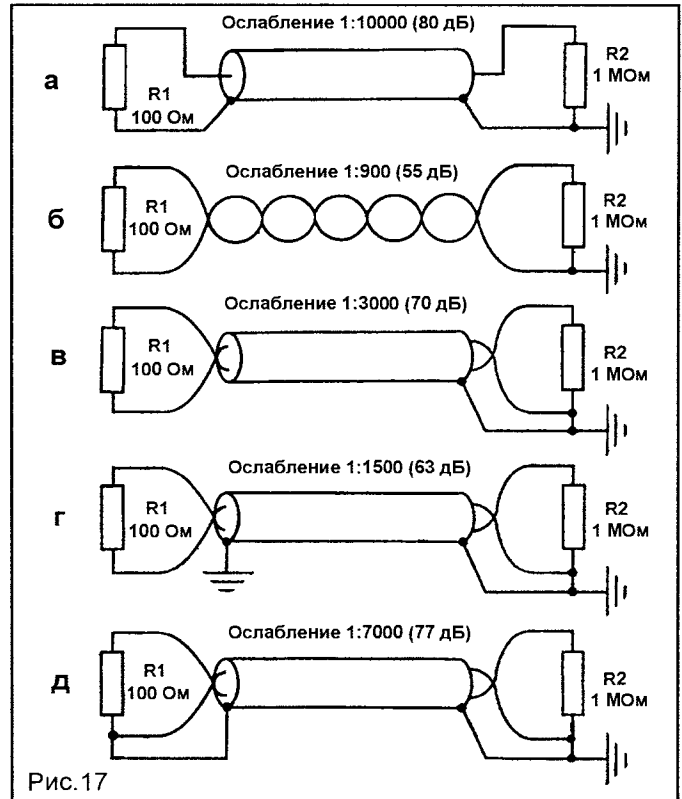 Ослабление 1:10000 (80 дБ)
а
R1
100 Ом
R2
1 МОм
Ослабление 1:900 (55 дБ)
б
R1
100 Ом
R2
1 МОм
Ослабление 1:3000 (70 дБ)
в
R1
100 Ом
R2
1 МОм
Ослабление 1:1500 (63 дБ)
г
R1
100 Ом
R2
1 МОм
Ослабление 1:7000 (77 дБ)
д
R1
100 Ом
R2
1 МОм
Рис.17